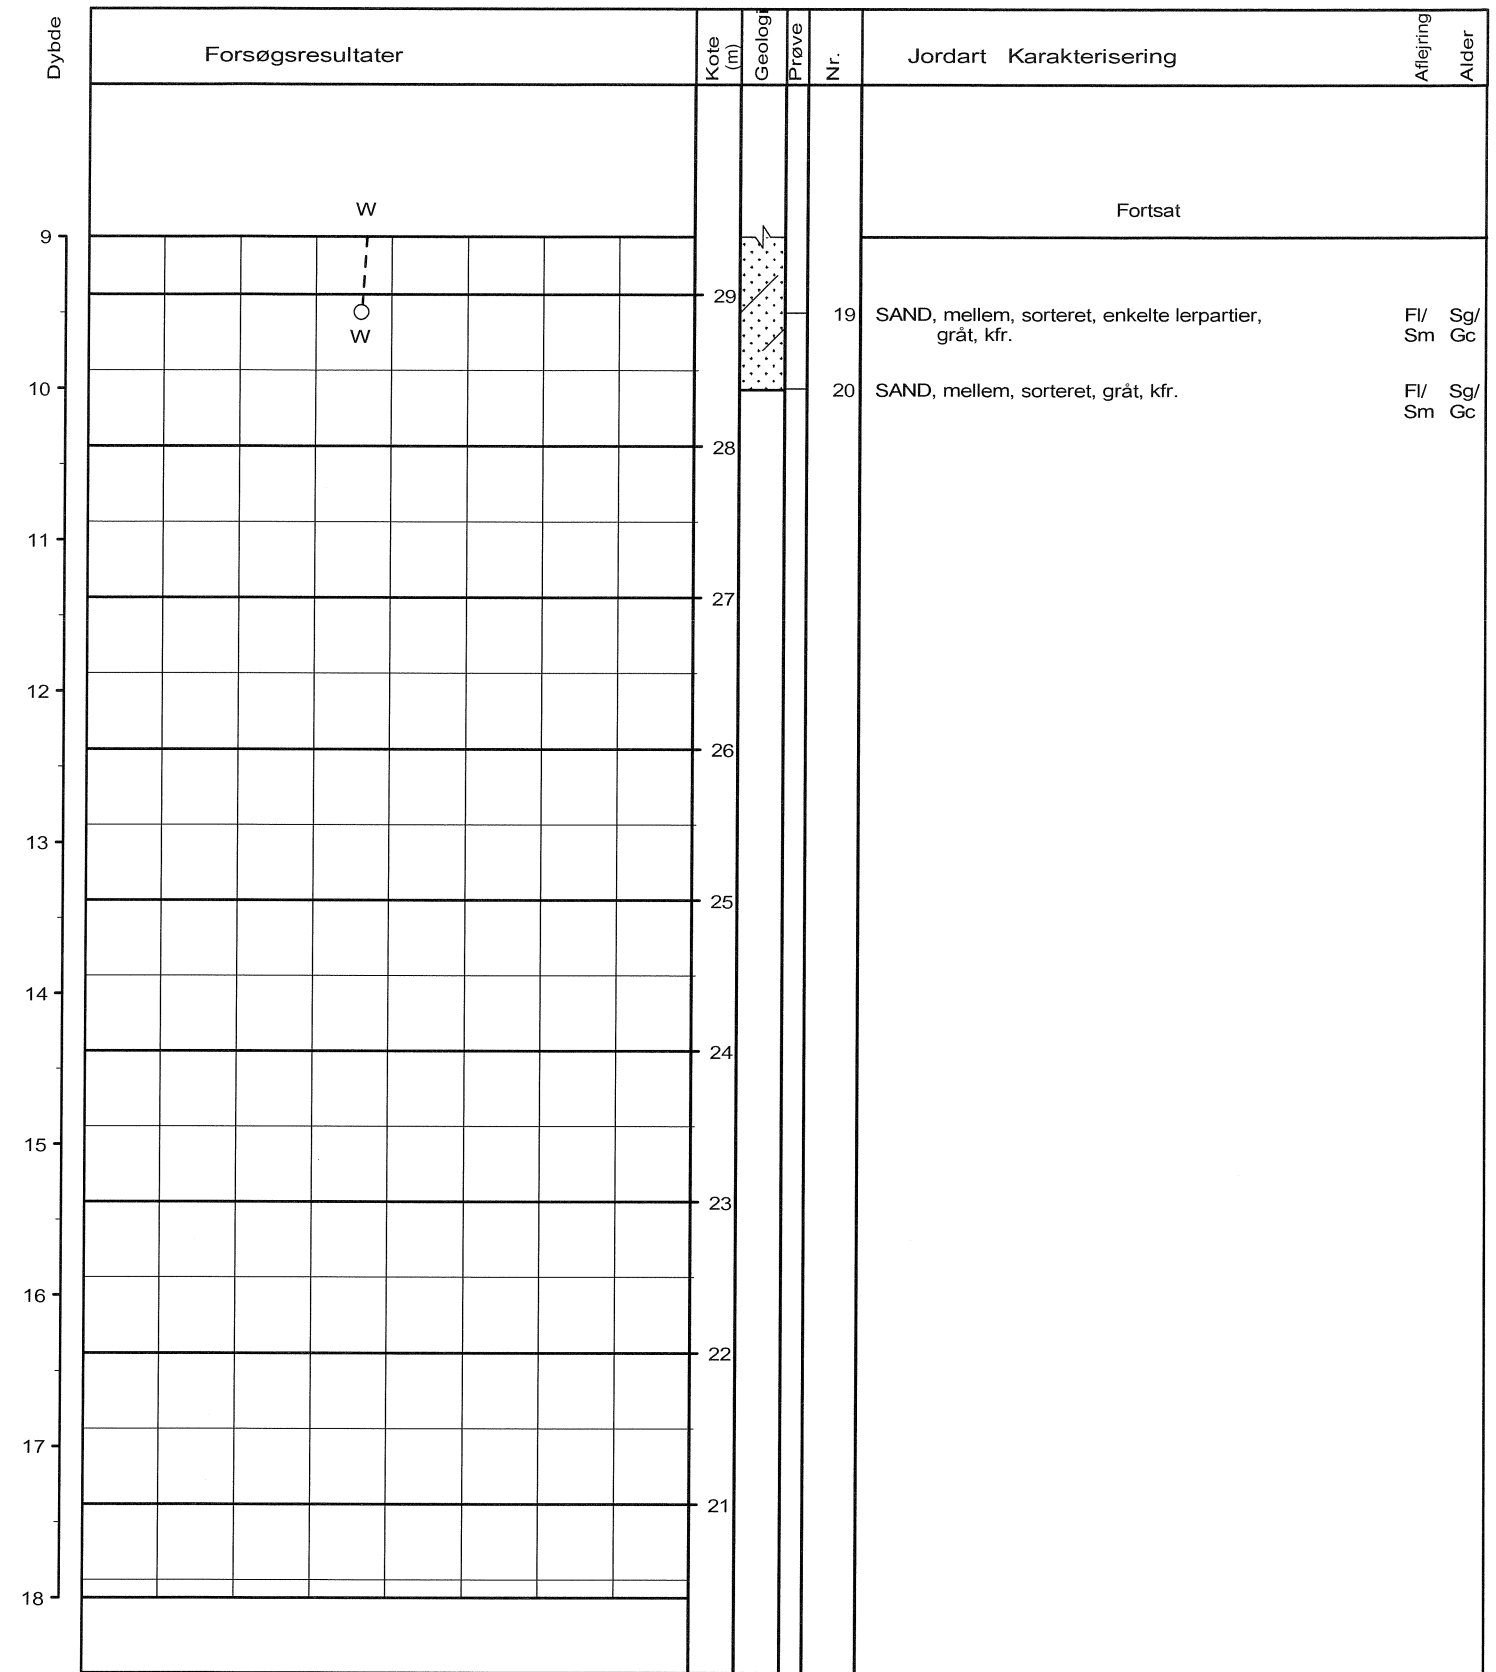 Dybde
Forsøgsresultater
Kote (m)
Geologi
Prøve
Nr.
Jordart Karakterisering
Aflejring
Alder
W
Fortsat
9
29
W
19 SAND, mellem, sorteret, enkelte lerpartier, Fl/ Sg/
gråt, kfr. Sm Gc
10
20 SAND, mellem, sorteret, gråt, kfr. Fl/ Sg/
Sm Gc
28
11
27
12
26
13
25
14
24
15
23
16
22
17
21
18